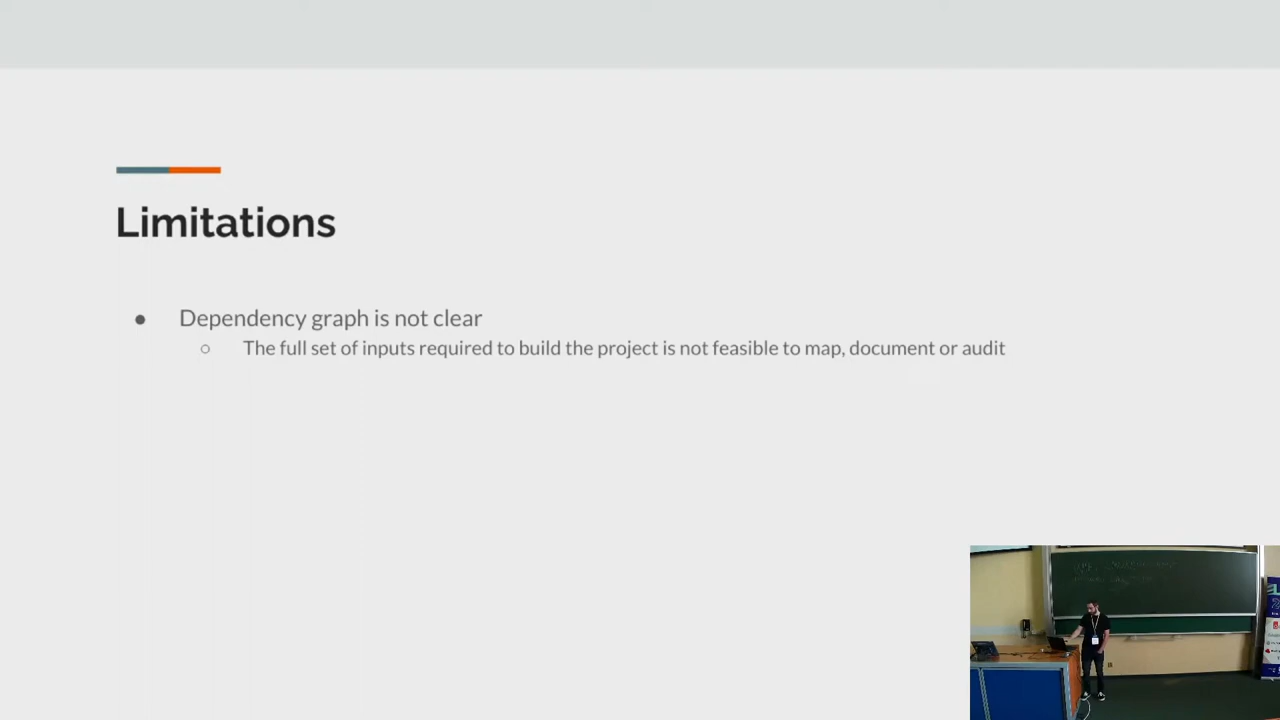 Limitations
● Dependency graph is not clear
○ The full set of inputs required to build the project is not feasible to map, document or audit